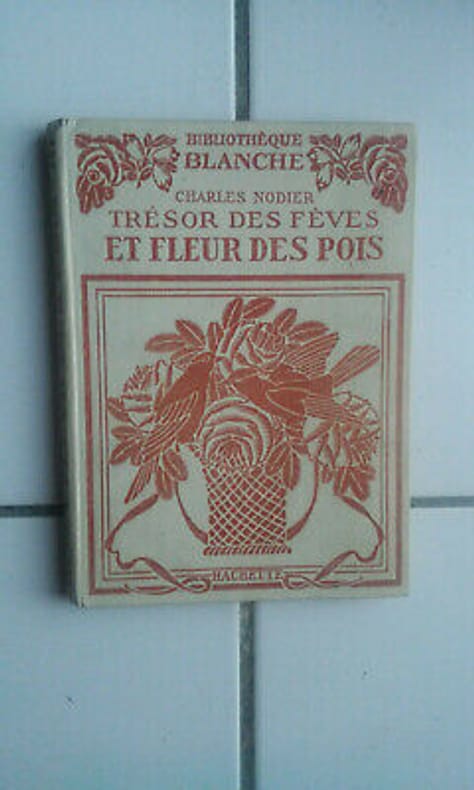 BIBLIOTHÈQUE
BLANCHE
CHARLES NODIER
TRÉSOR DES FÈVES
ET FLEUR DES POIS
HACHETTE